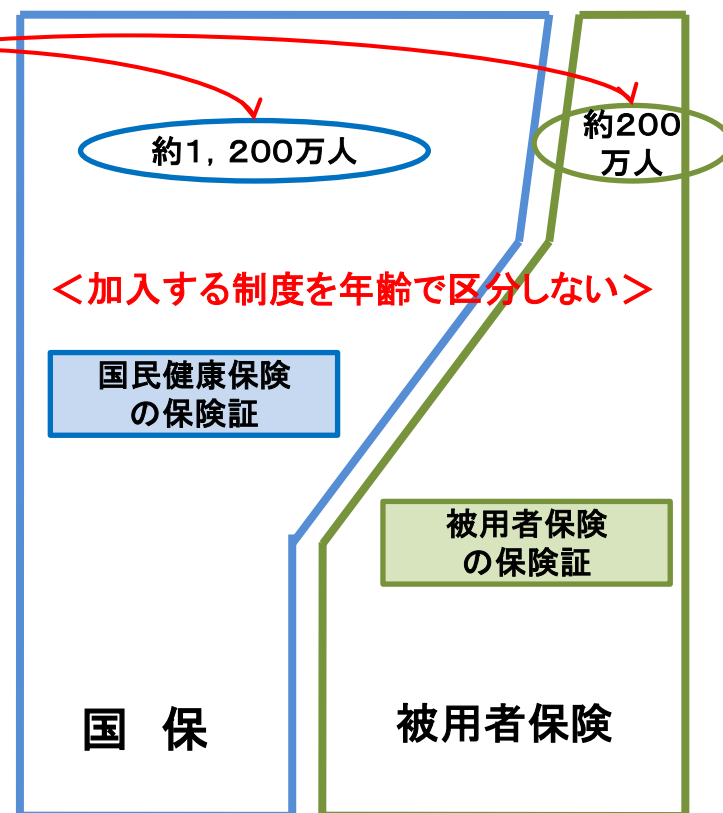 約1,200万人
約200
万人
＜加入する制度を年齢で区分しない＞
国民健康保険
の保険証
被用者保険
の保険証
国 保
被用者保険